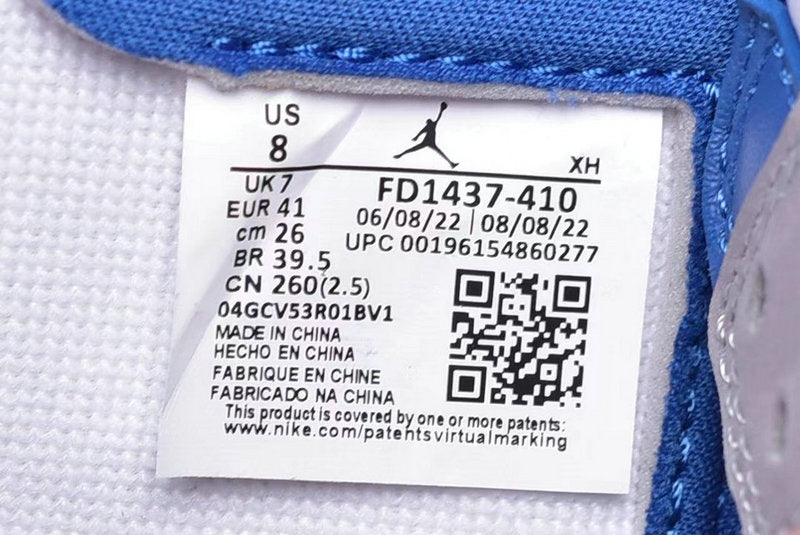 US
8
XH
UK 7
EUR 41
cm 26
BR 39.5
CN 260(2.5)
FD1437-410
06/08/22 | 08/08/22
UPC 00196154860277
04GCV53R01BV1
MADE IN CHINA
HECHO EN CHINA
FABRIQUE EN CHINE
FABRICADO NA CHINA
This product is covered by one or more patents:
www.nike.com/patentsvirtualmarking